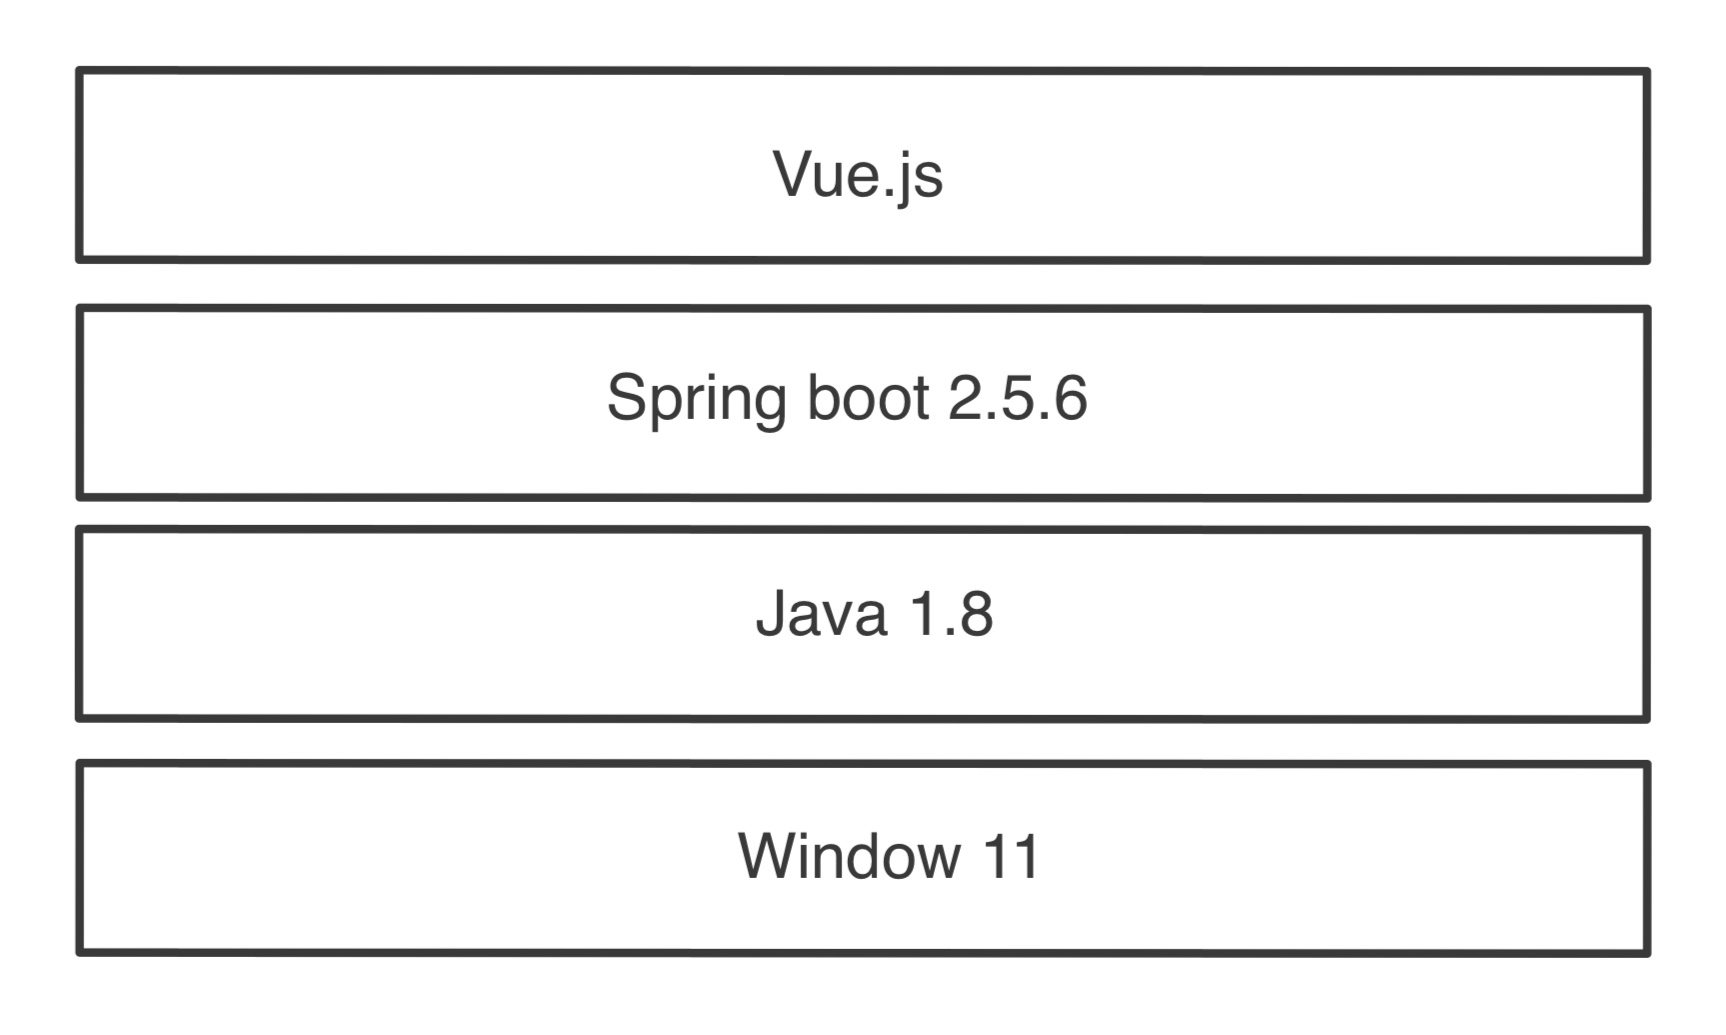 Vue.js
Spring boot 2.5.6
Java 1.8
Window 11